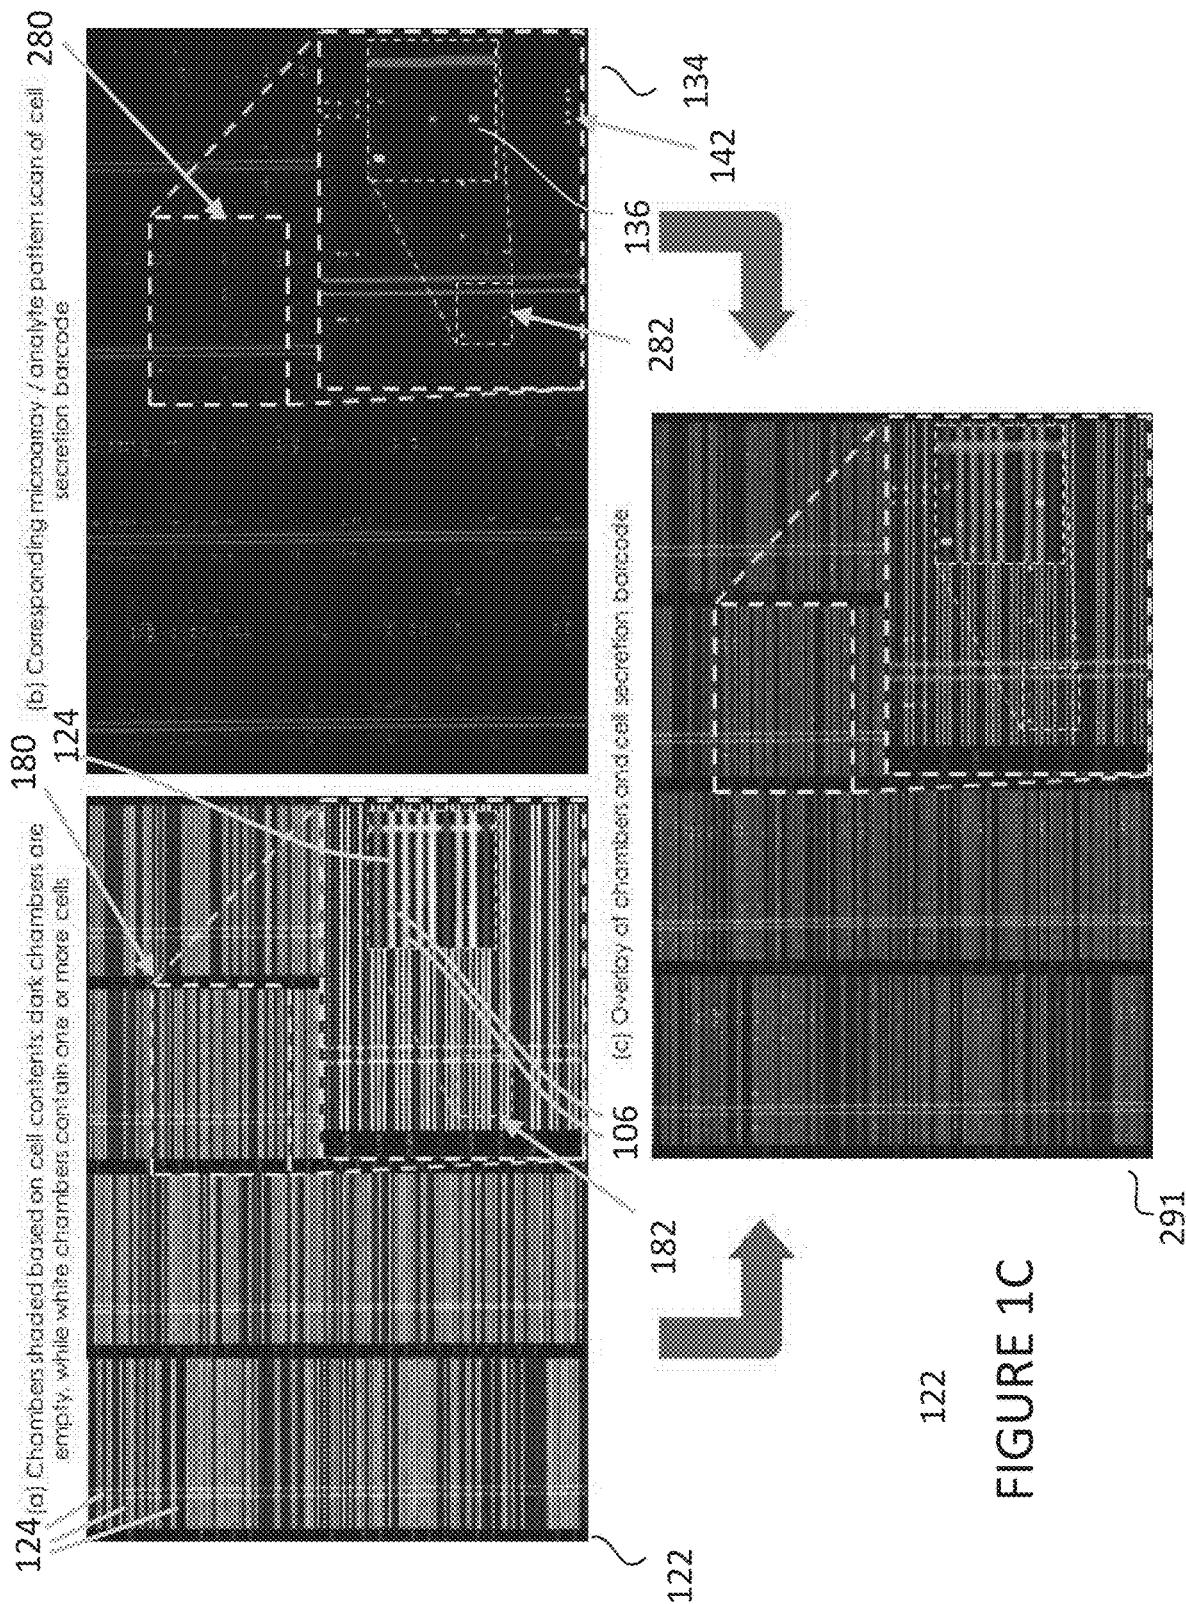 124
(a) Chambers shaded based on cell contents: dark chambers are
empty, while white chambers contain one or more cells
180
124
(b) Corresponding microarray / analyte pattern scan of cell
secretion barcode
280
122
182
106
282
136
142
134
(c) Overlay of chambers and cell secretion barcode
291
122
FIGURE 1C